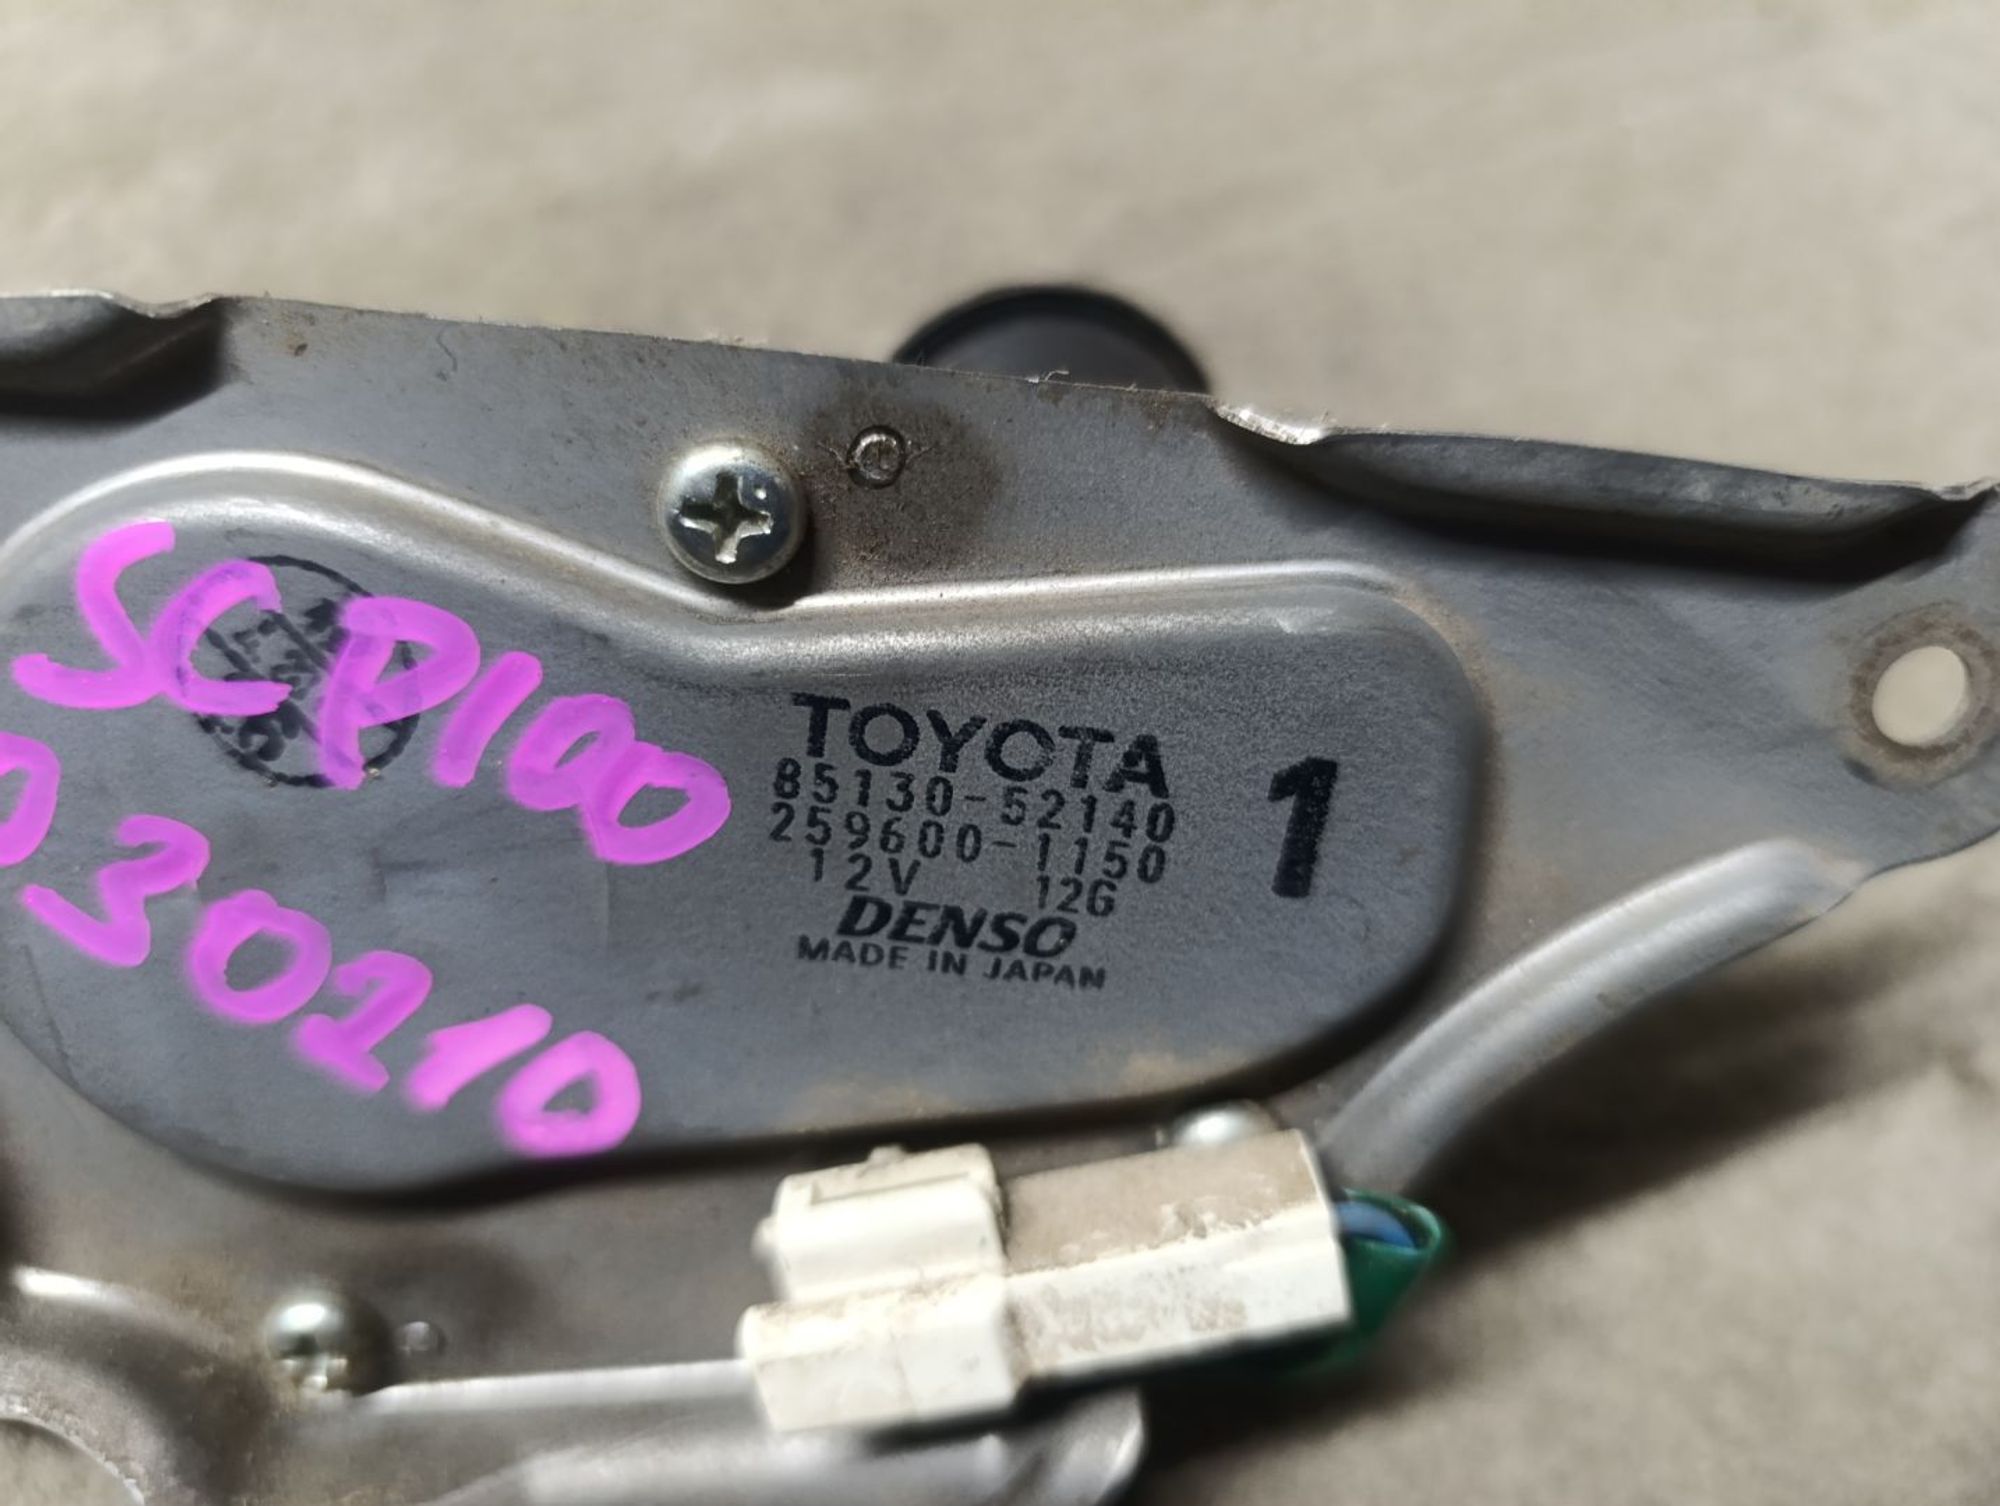 SCP100
030210
TOYOTA
85130-52140
259600-1150
12V 12G
DENSO
MADE IN JAPAN
1